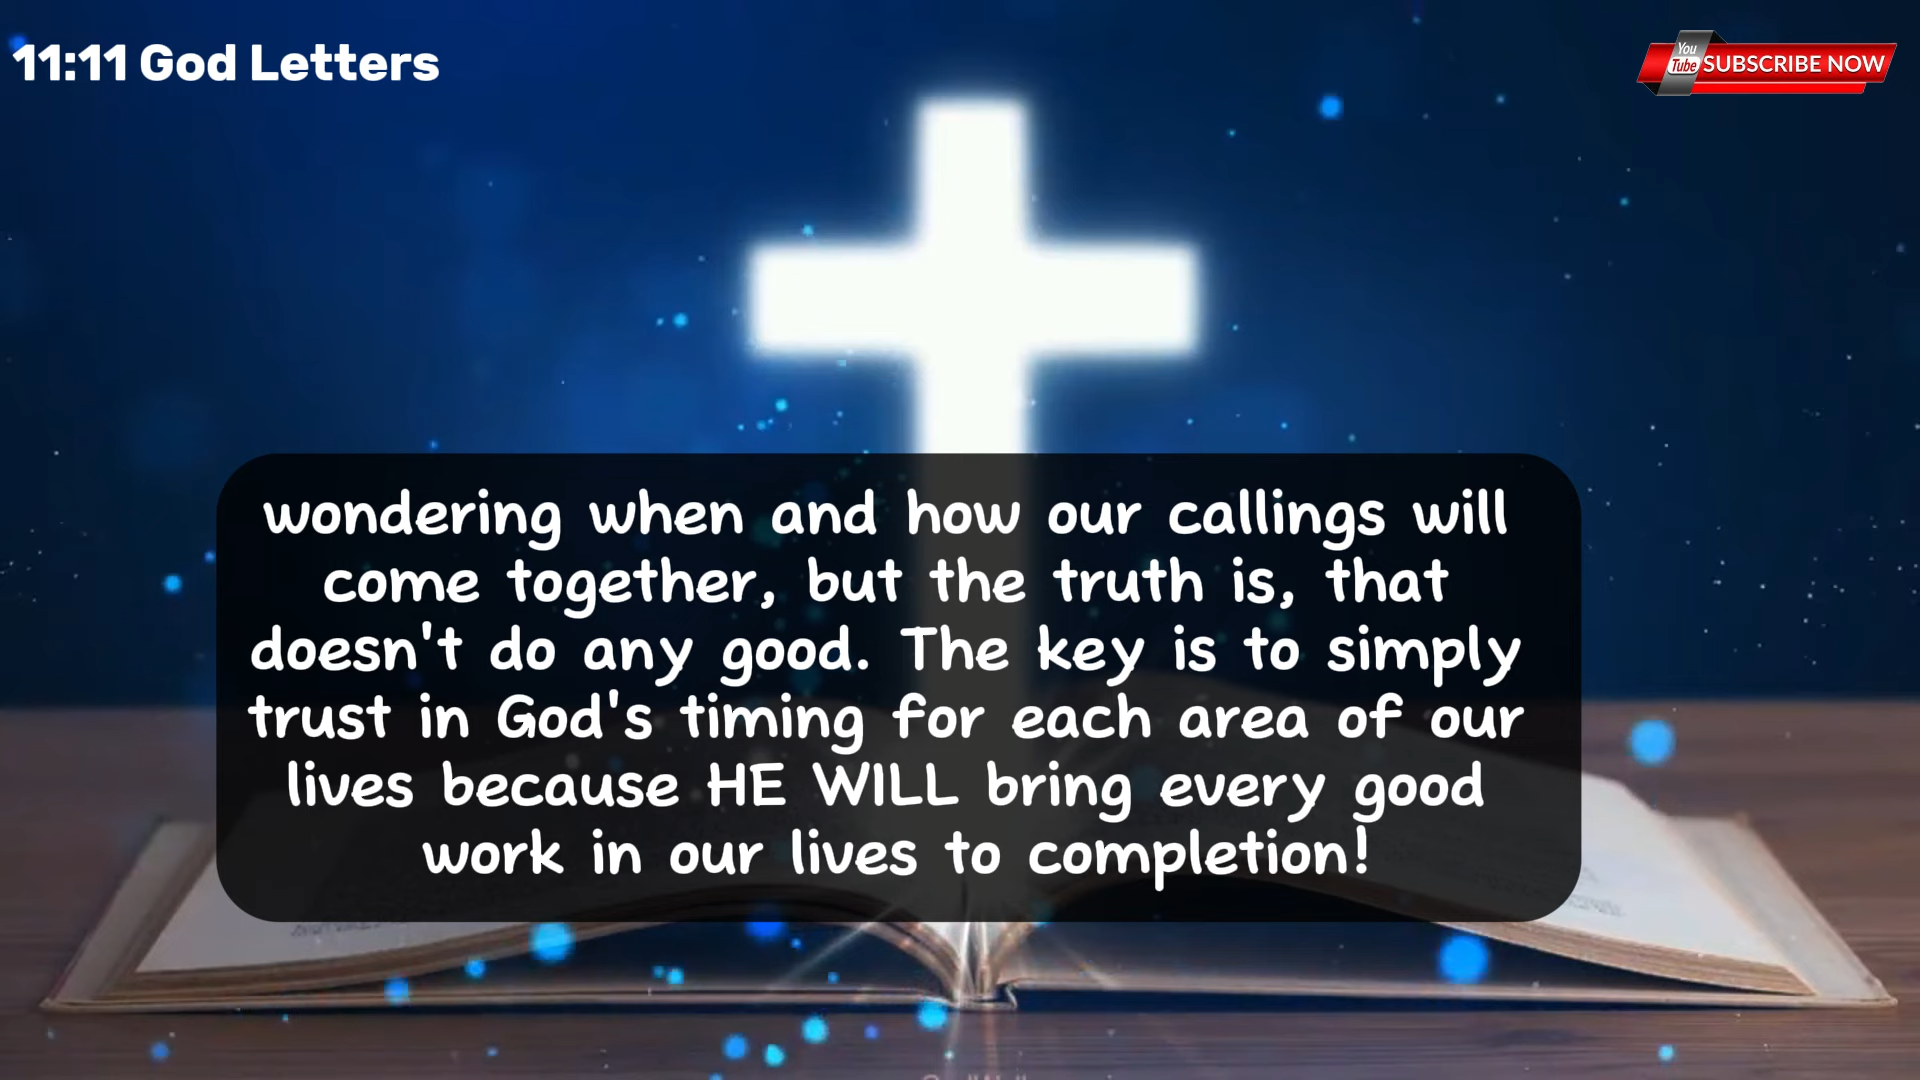 11:11 God Letters
You
Tube
SUBSCRIBE NOW
wondering when and how our callings will
come together, but the truth is, that
doesn't do any good. The key is to simply
trust in God's timing for each area of our
lives because HE WILL bring every good
work in our lives to completion!